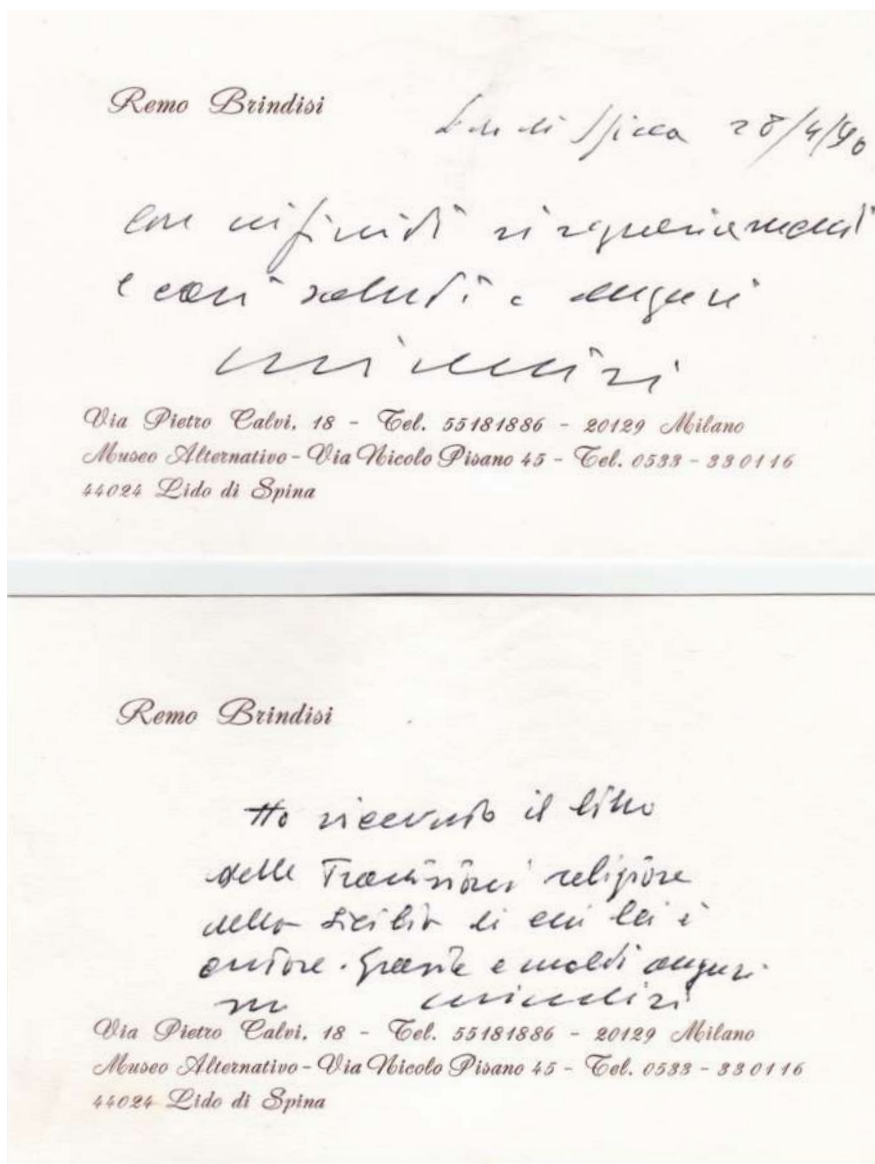 Remo Brindisi
Lido di Spina 28/4/90
con infiniti ringraziamenti
e cari saluti e auguri
Via Pietro Calvi, 18 - Tel. 55181886 - 20129 Milano
Museo Alternativo - Via Nicolo Pisano 45 - Tel. 0533 - 330116
44024 Lido di Spina
Remo Brindisi
Ho ricevuto il libro
delle Tradizioni religiose
della Sicilia di cui lei è
autore. Grazie e molti auguri
Via Pietro Calvi, 18 - Tel. 55181886 - 20129 Milano
Museo Alternativo - Via Nicolo Pisano 45 - Tel. 0533 - 330116
44024 Lido di Spina